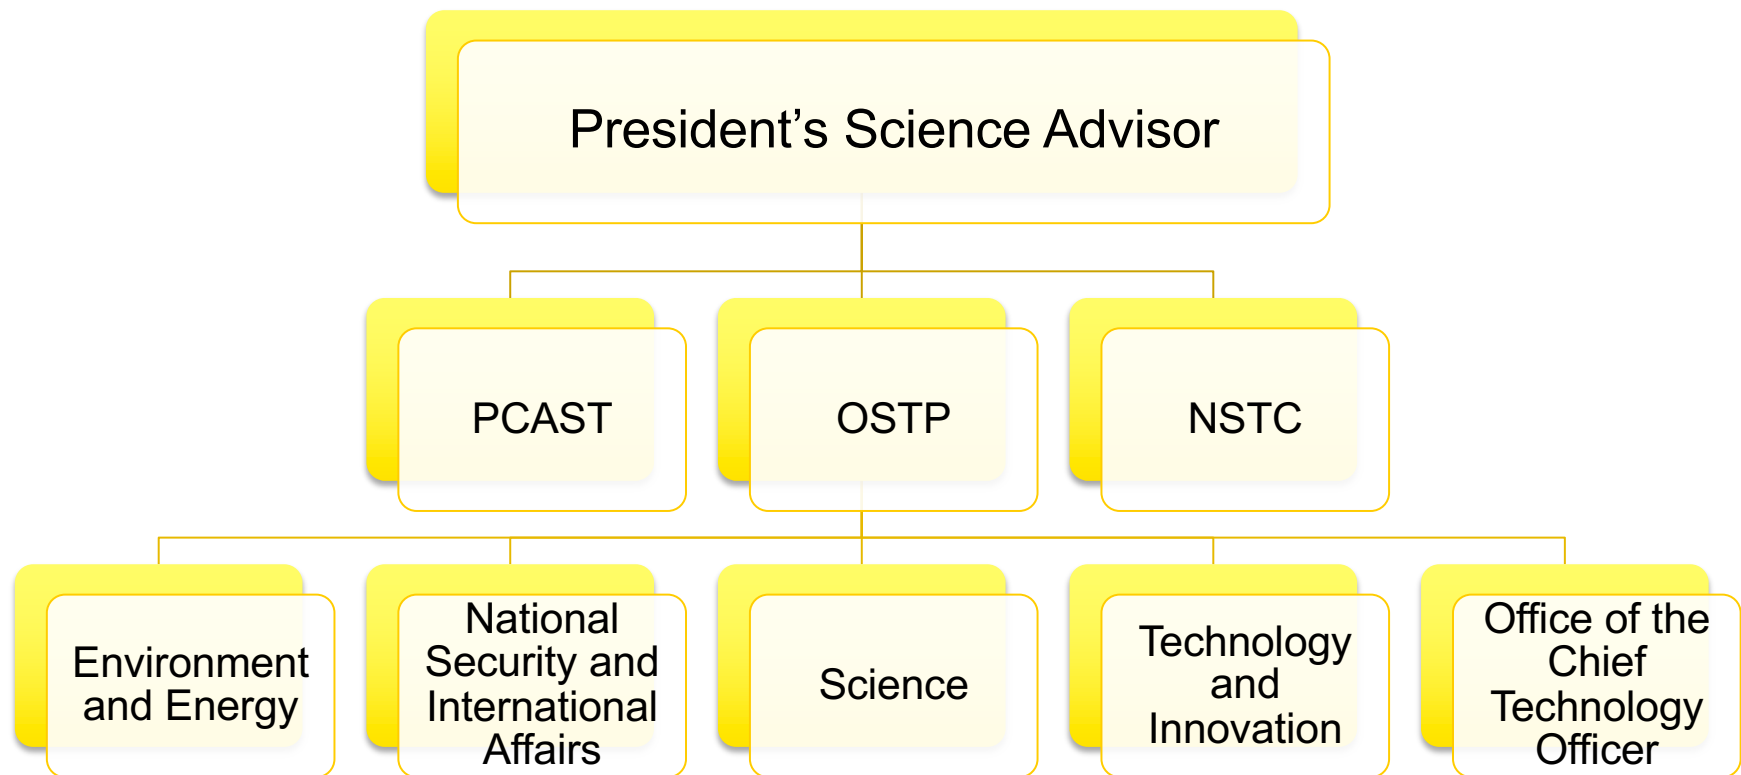 President’s Science Advisor
PCAST
OSTP
NSTC
Environment
and Energy
National
Security and
International
Affairs
Science
Technology
and
Innovation
Office of the
Chief
Technology
Officer